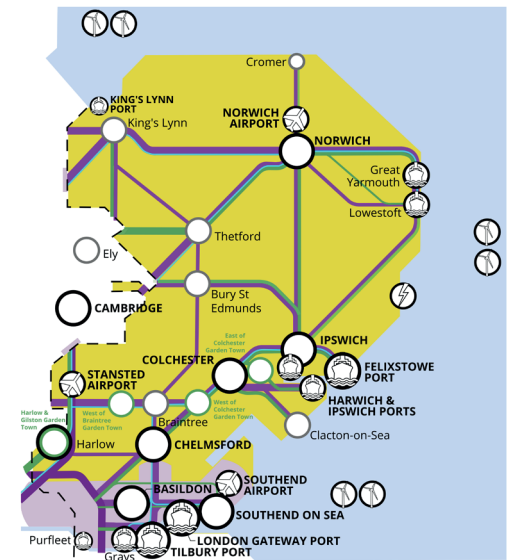 Cromer
KING'S LYNN
PORT
King's Lynn
NORWICH
AIRPORT
NORWICH
Great
Yarmouth
Lowestoft
Thetford
Ely
Bury St
Edmunds
CAMBRIDGE
East of
Colchester
Garden Town
IPSWICH
COLCHESTER
FELIXSTOWE
PORT
STANSTED
AIRPORT
HARWICH &
IPSWICH PORTS
Harlow &
Gilston Garden
Town
West of
Braintree
Garden Town
West of
Colchester
Garden Town
Braintree
Clacton-on-Sea
Harlow
CHELMSFORD
SOUTHEND
AIRPORT
BASILDON
SOUTHEND ON SEA
Purfleet
LONDON GATEWAY PORT
TILBURY PORT
Grays